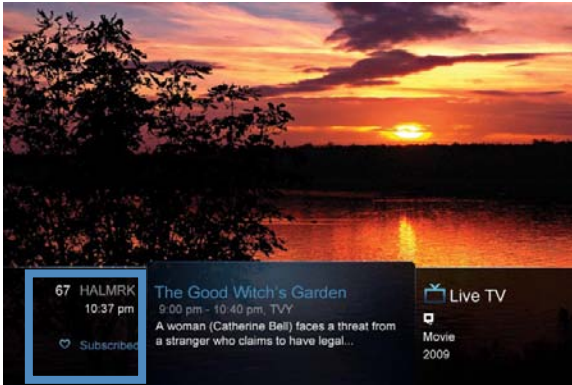 67 HALMRK
10:37 pm
Subscribed
The Good Witch's Garden
9:00 pm - 10:40 pm, TVY
A woman (Catherine Bell) faces a threat from
a stranger who claims to have legal...
Live TV
Movie
2009